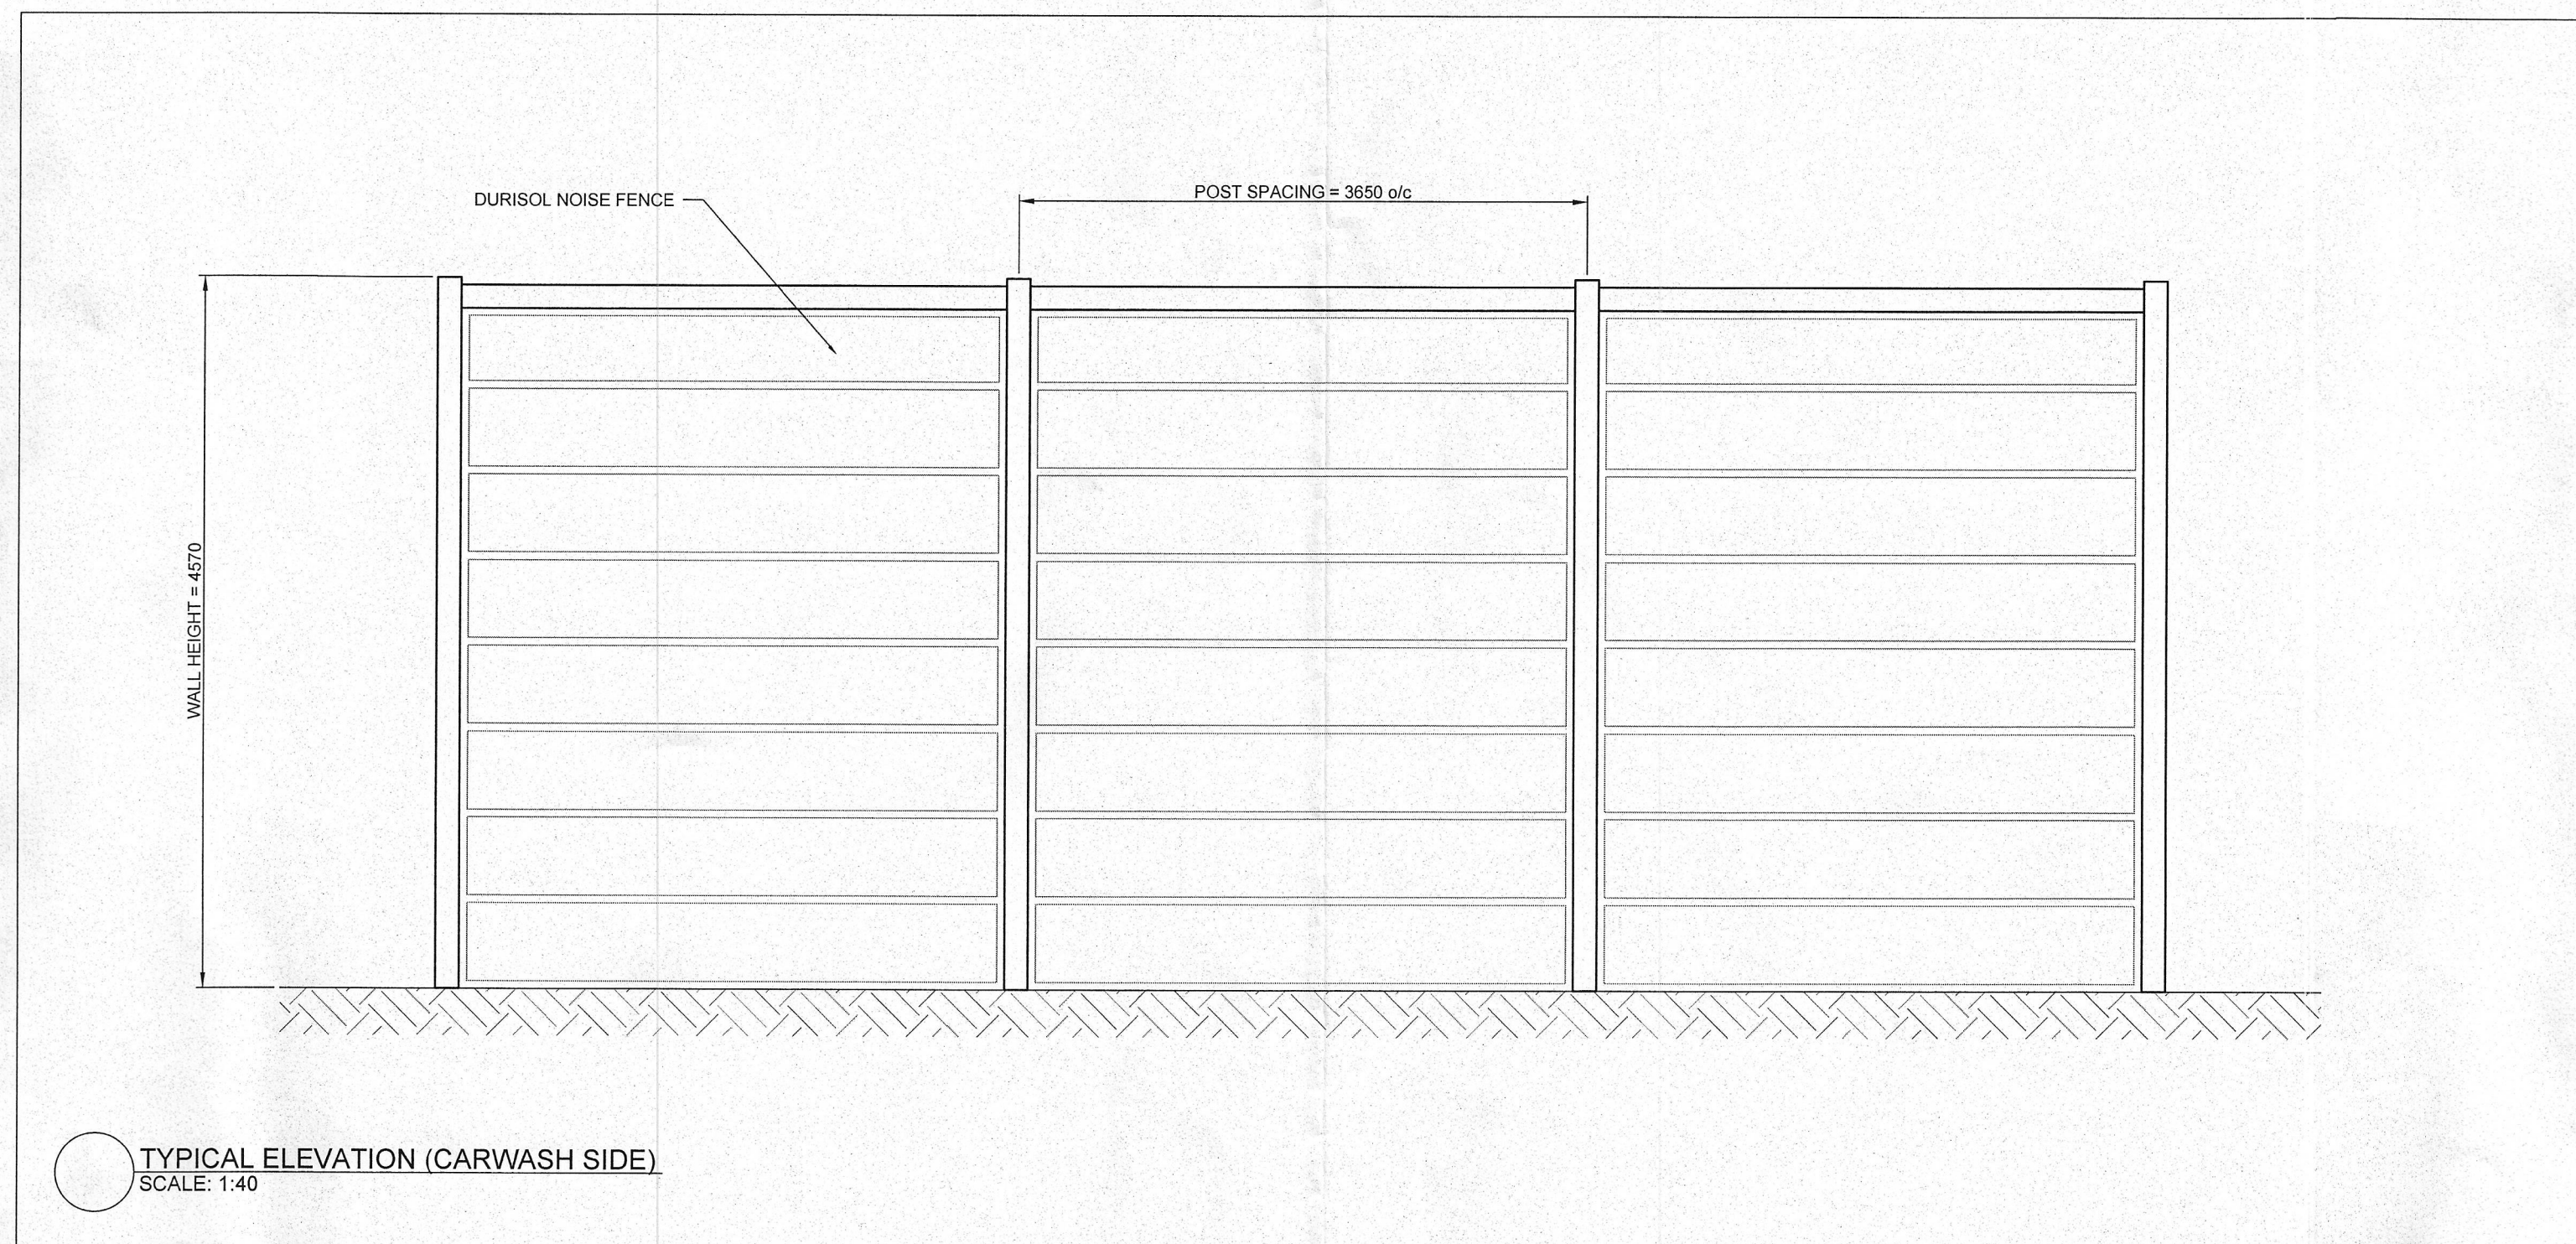 DURISOL NOISE FENCE
POST SPACING = 3650 o/c
WALL HEIGHT = 4570
TYPICAL ELEVATION (CARWASH SIDE)
SCALE: 1:40